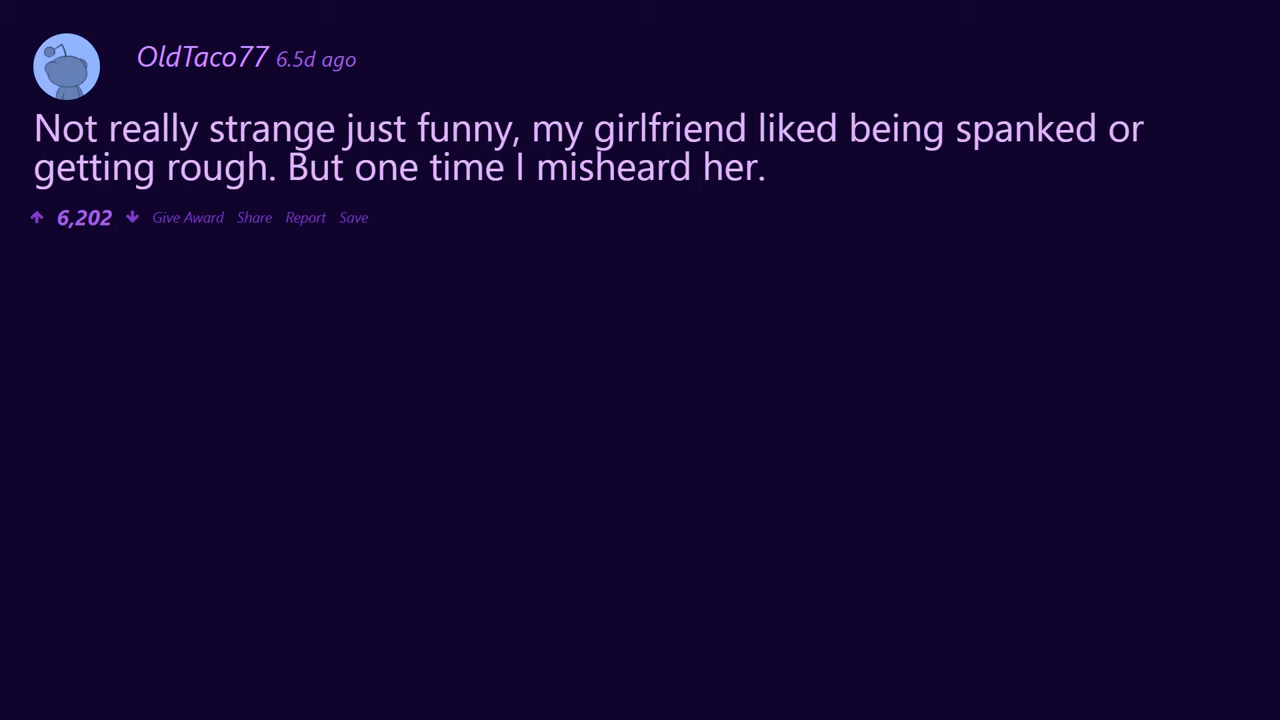 OldTaco77 6.5d ago
Not really strange just funny, my girlfriend liked being spanked or
getting rough. But one time I misheard her.
6,202 Give Award Share Report Save